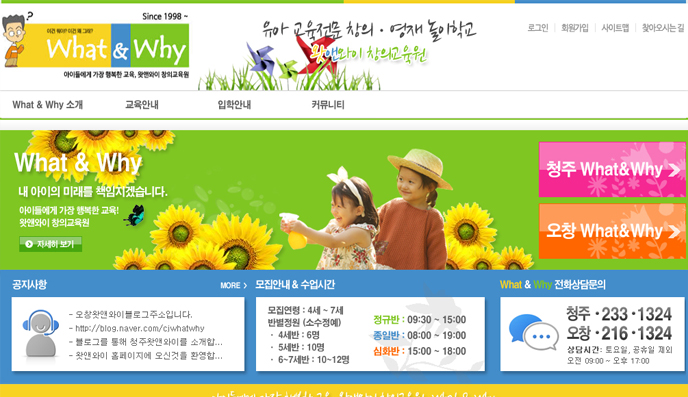 Since 1998 ~
이건 뭐야? 이건 왜 그래?
What & Why
아이들에게 가장 행복한 교육, 왓앤와이 창의교육원
유아 교육전문 창의·영재 놀이학교
왓앤와이 창의교육원
로그인 | 회원가입 | 사이트맵 | 찾아오시는 길
What & Why 소개
교육안내
입학안내
커뮤니티
What & Why
내 아이의 미래를 책임지겠습니다.
아이들에게 가장 행복한 교육!
왓앤와이 창의교육원
자세히 보기
청주 What&Why
오창 What&Why
공지사항
MORE
- 오창왓앤와이블로그주소입니다.
- http://blog.naver.com/cjwhatwhy
- 블로그를 통해 청주왓앤와이를 소개합...
- 왓앤와이 홈페이지에 오신것을 환영합...
모집안내 & 수업시간
모집연령 : 4세 ~ 7세
반별정원 (소수정예)
· 4세반 : 6명
· 5세반 : 10명
· 6~7세반 : 10~12명
정규반 : 09:30 ~ 15:00
종일반 : 08:00 ~ 19:00
심화반 : 15:00 ~ 18:00
What & Why 전화상담문의
청주 · 233 · 1324
오창 · 216 · 1324
상담시간: 토요일, 공휴일 제외
오전 09:00 ~ 오후 17:00